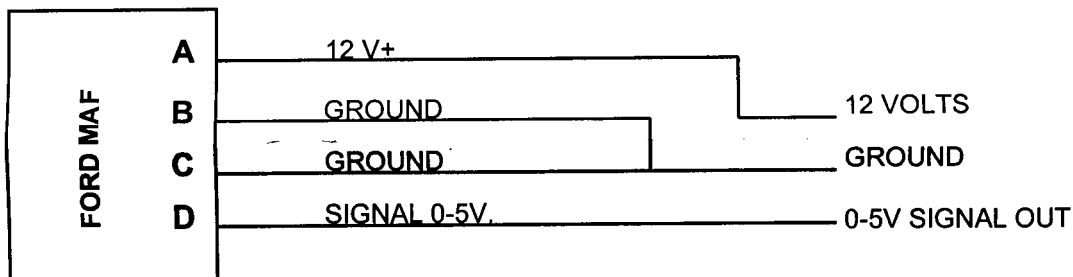 FORD MAF
A 12 V+
12 VOLTS
B GROUND
C GROUND
GROUND
D SIGNAL 0-5V.
0-5V SIGNAL OUT